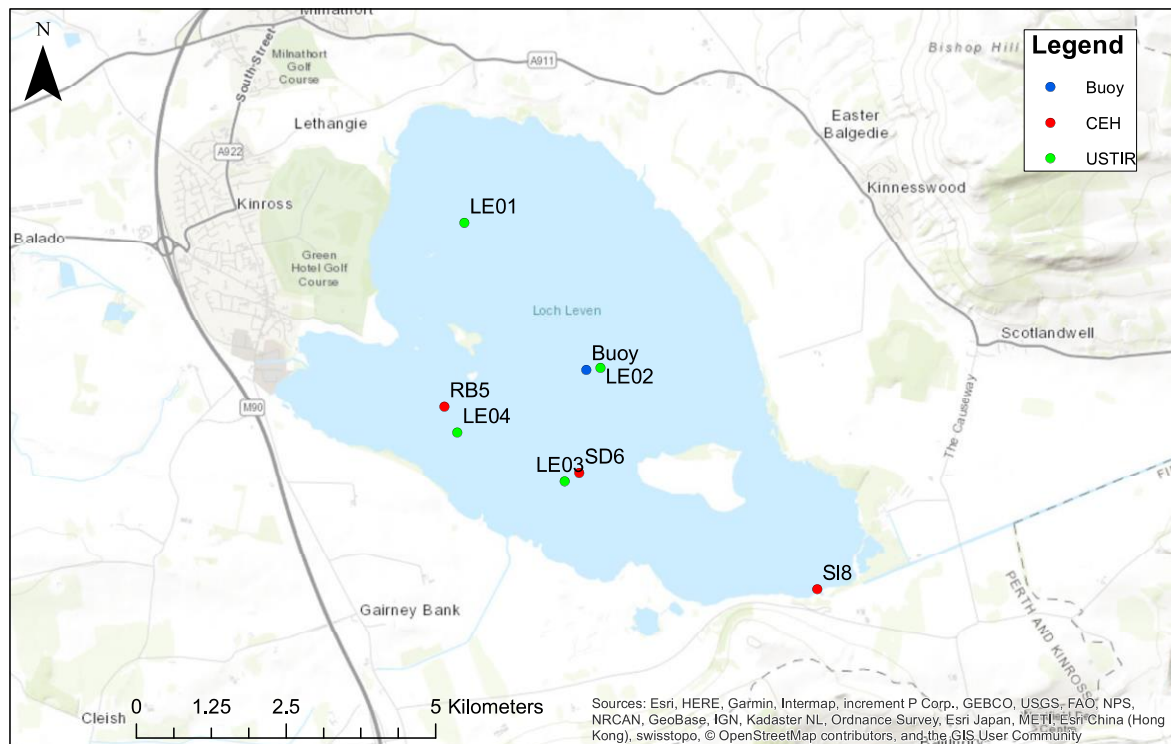 Milnathort
N
Milnathort
Golf
Course
South-Street
A911
Bishop Hill
Legend
Buoy
CEH
USTIR
Lethangie
Easter
Balgedie
A922
Kinnesswood
Kinross
LE01
Balado
Green
Hotel Golf
Course
Loch Leven
Scotlandwell
Buoy
LE02
RB5
M90
LE04
The Causeway
LE03
SD6
SI8
Gairney Bank
PERTH AND KINROSS
0
1.25
2.5
5 Kilometers
Cleish
Sources: Esri, HERE, Garmin, Intermap, increment P Corp., GEBCO, USGS, FAO, NPS,
NRCAN, GeoBase, IGN, Kadaster NL, Ordnance Survey, Esri Japan, METI, Esri China (Hong
Kong), swisstopo, © OpenStreetMap contributors, and the GIS User Community